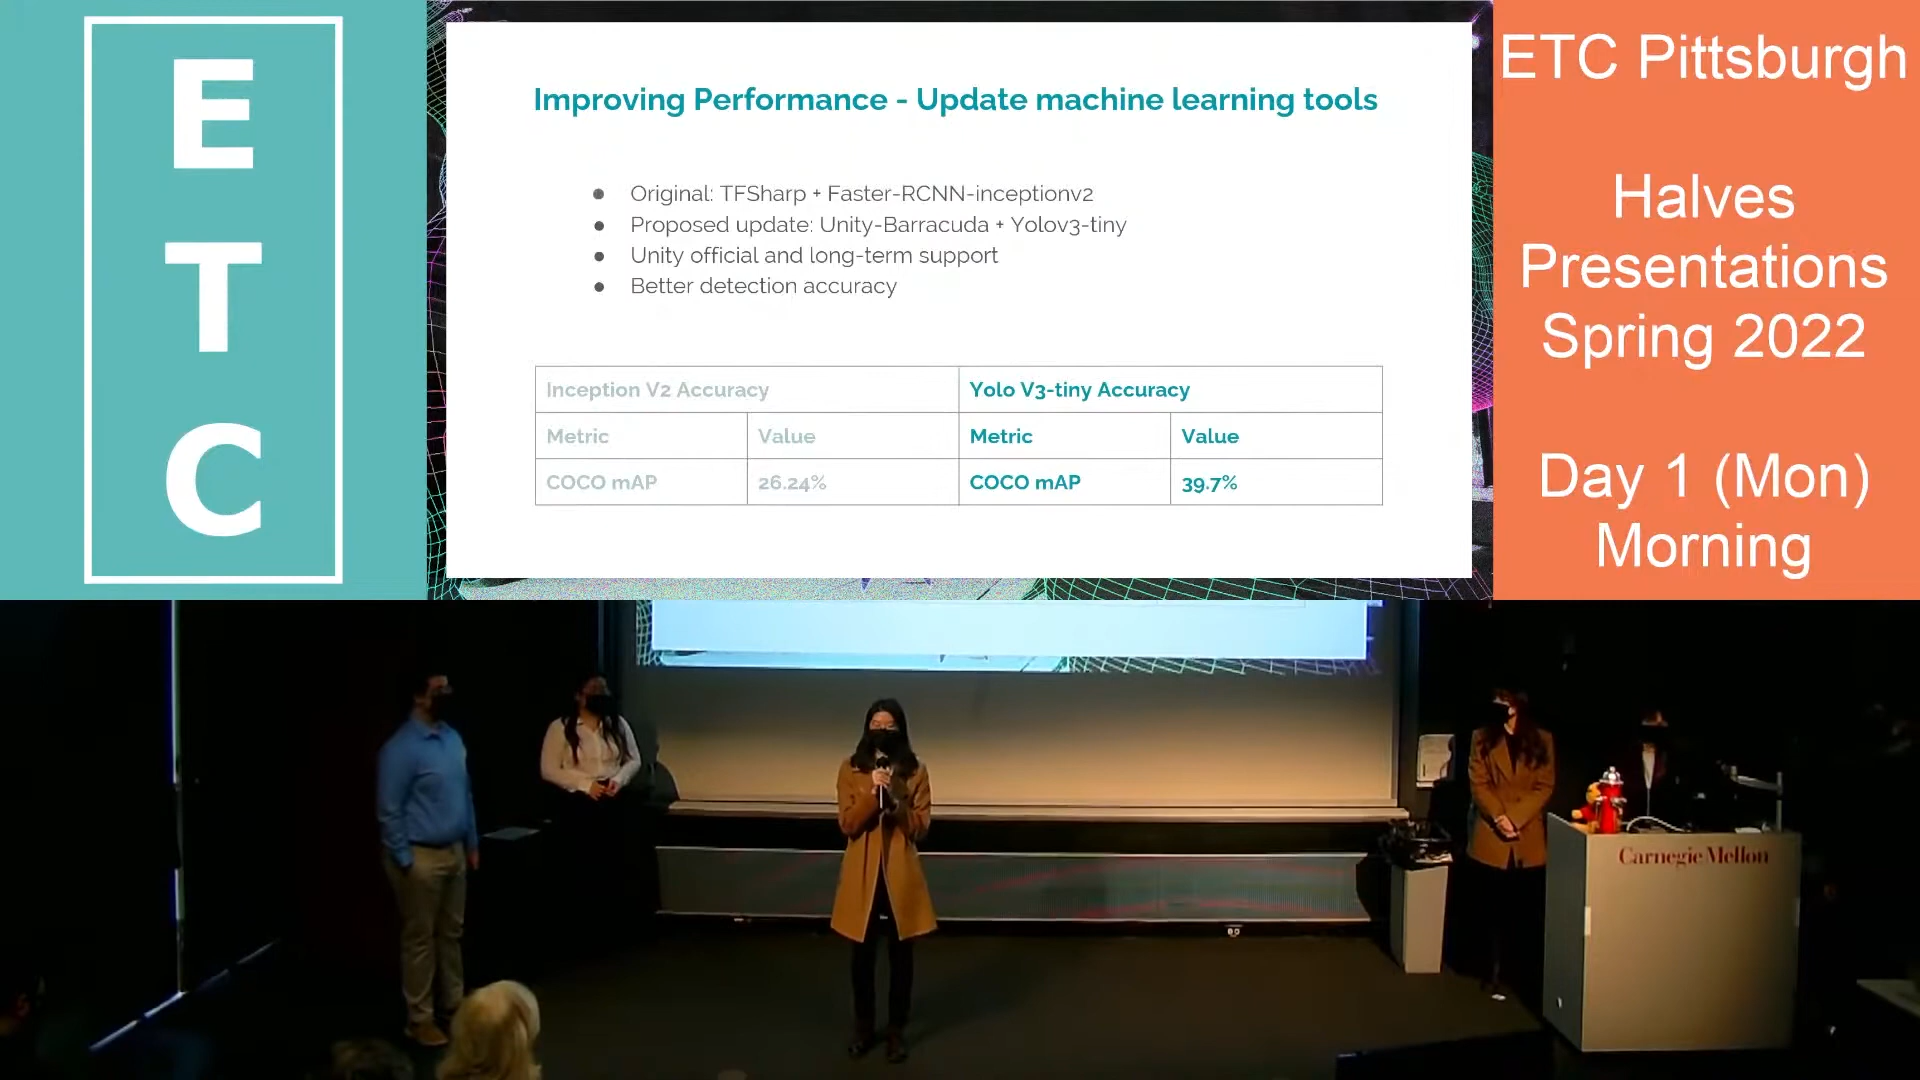 E
T
C
Improving Performance - Update machine learning tools
● Original: TFSharp + Faster-RCNN-inceptionv2
● Proposed update: Unity-Barracuda + Yolov3-tiny
● Unity official and long-term support
● Better detection accuracy
Inception V2 Accuracy Yolo V3-tiny Accuracy
Metric Value Metric Value
COCO mAP 26.24% COCO mAP 39.7%
ETC Pittsburgh
Halves
Presentations
Spring 2022
Day 1 (Mon)
Morning
Carnegie Mellon